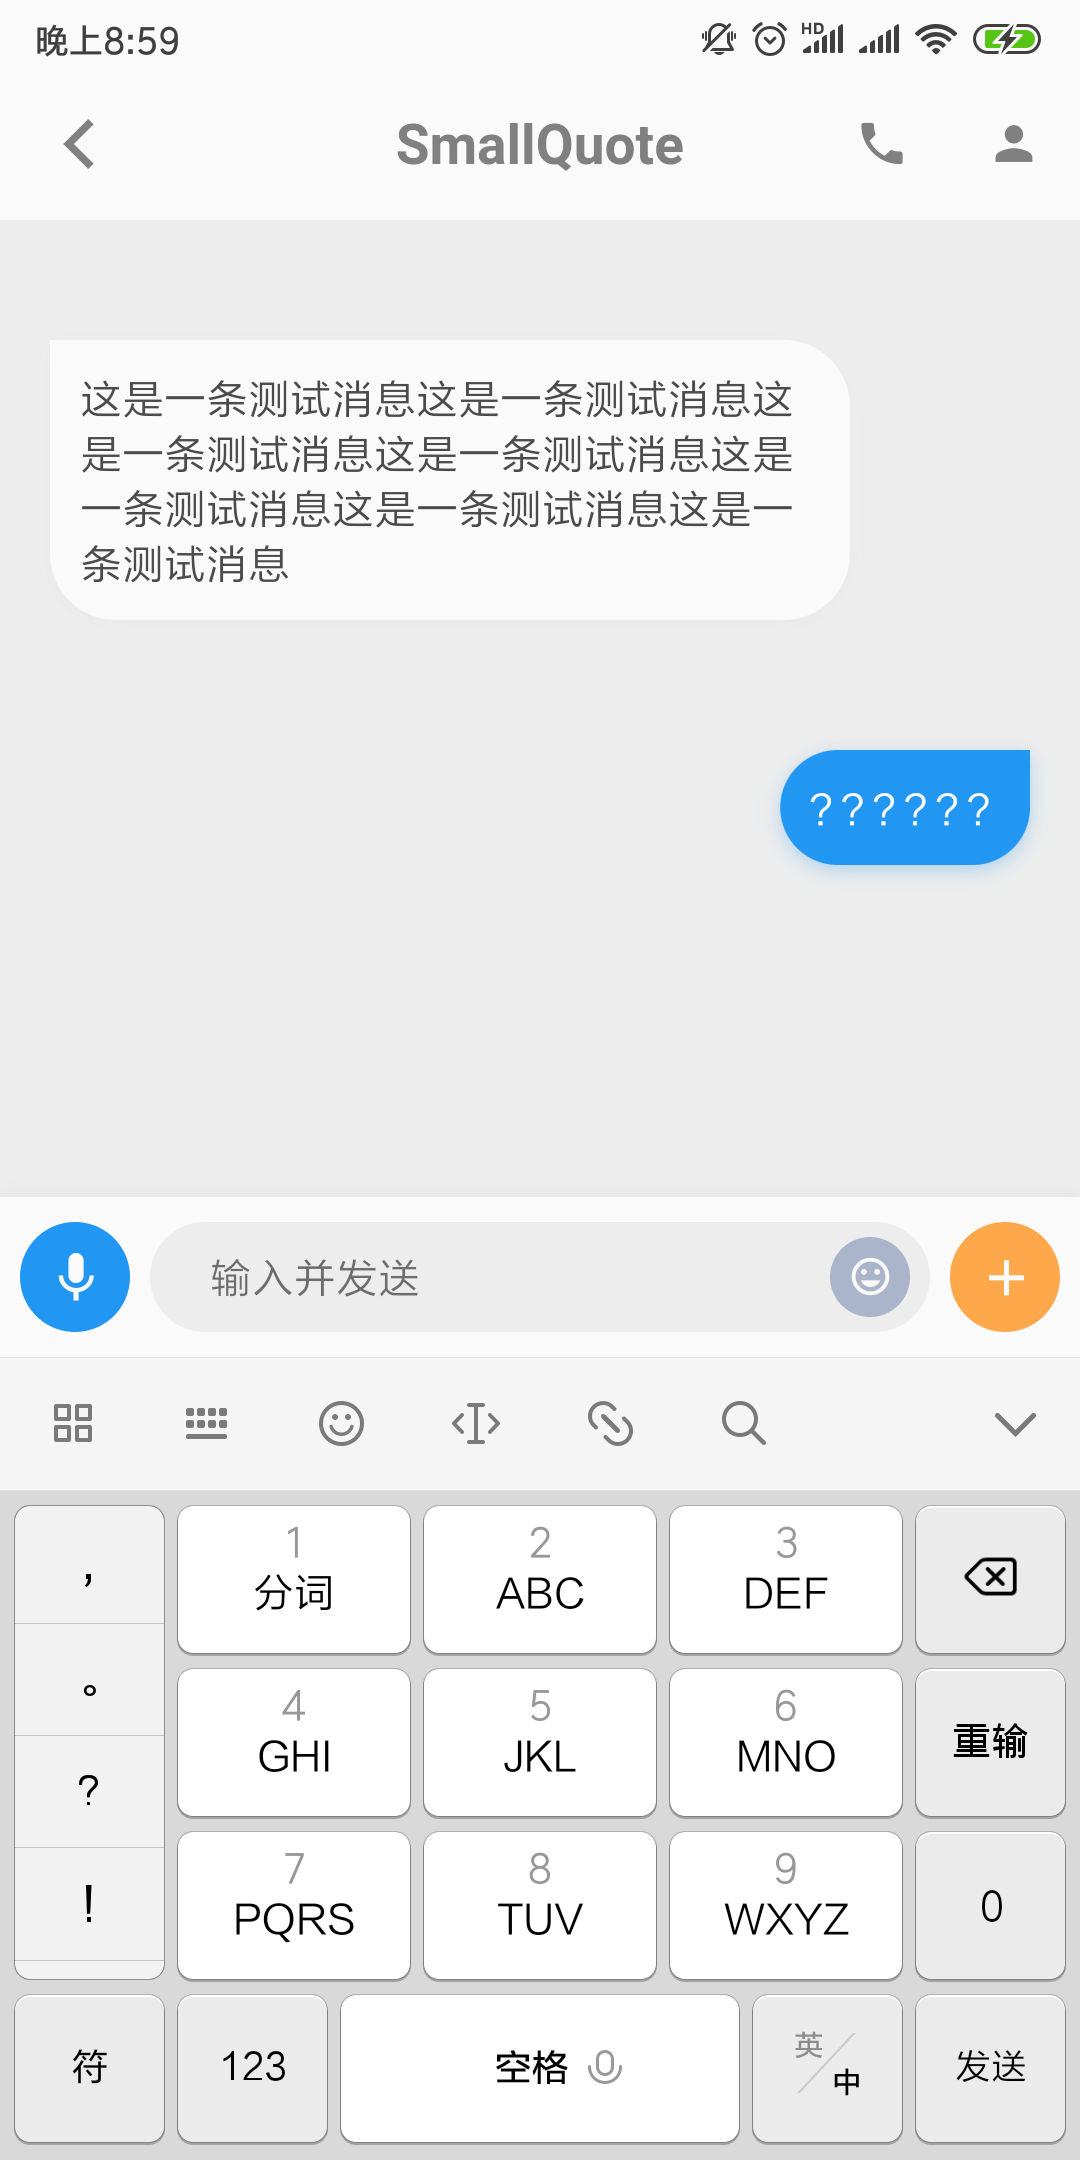 晚上8:59
HD
SmallQuote
这是一条测试消息这是一条测试消息这
是一条测试消息这是一条测试消息这是
一条测试消息这是一条测试消息这是一
条测试消息
??????
输入并发送
，
1
分词
2
ABC
3
DEF
。
4
GHI
5
JKL
6
MNO
重输
?
!
7
PQRS
8
TUV
9
WXYZ
0
符
123
空格
英
中
发送